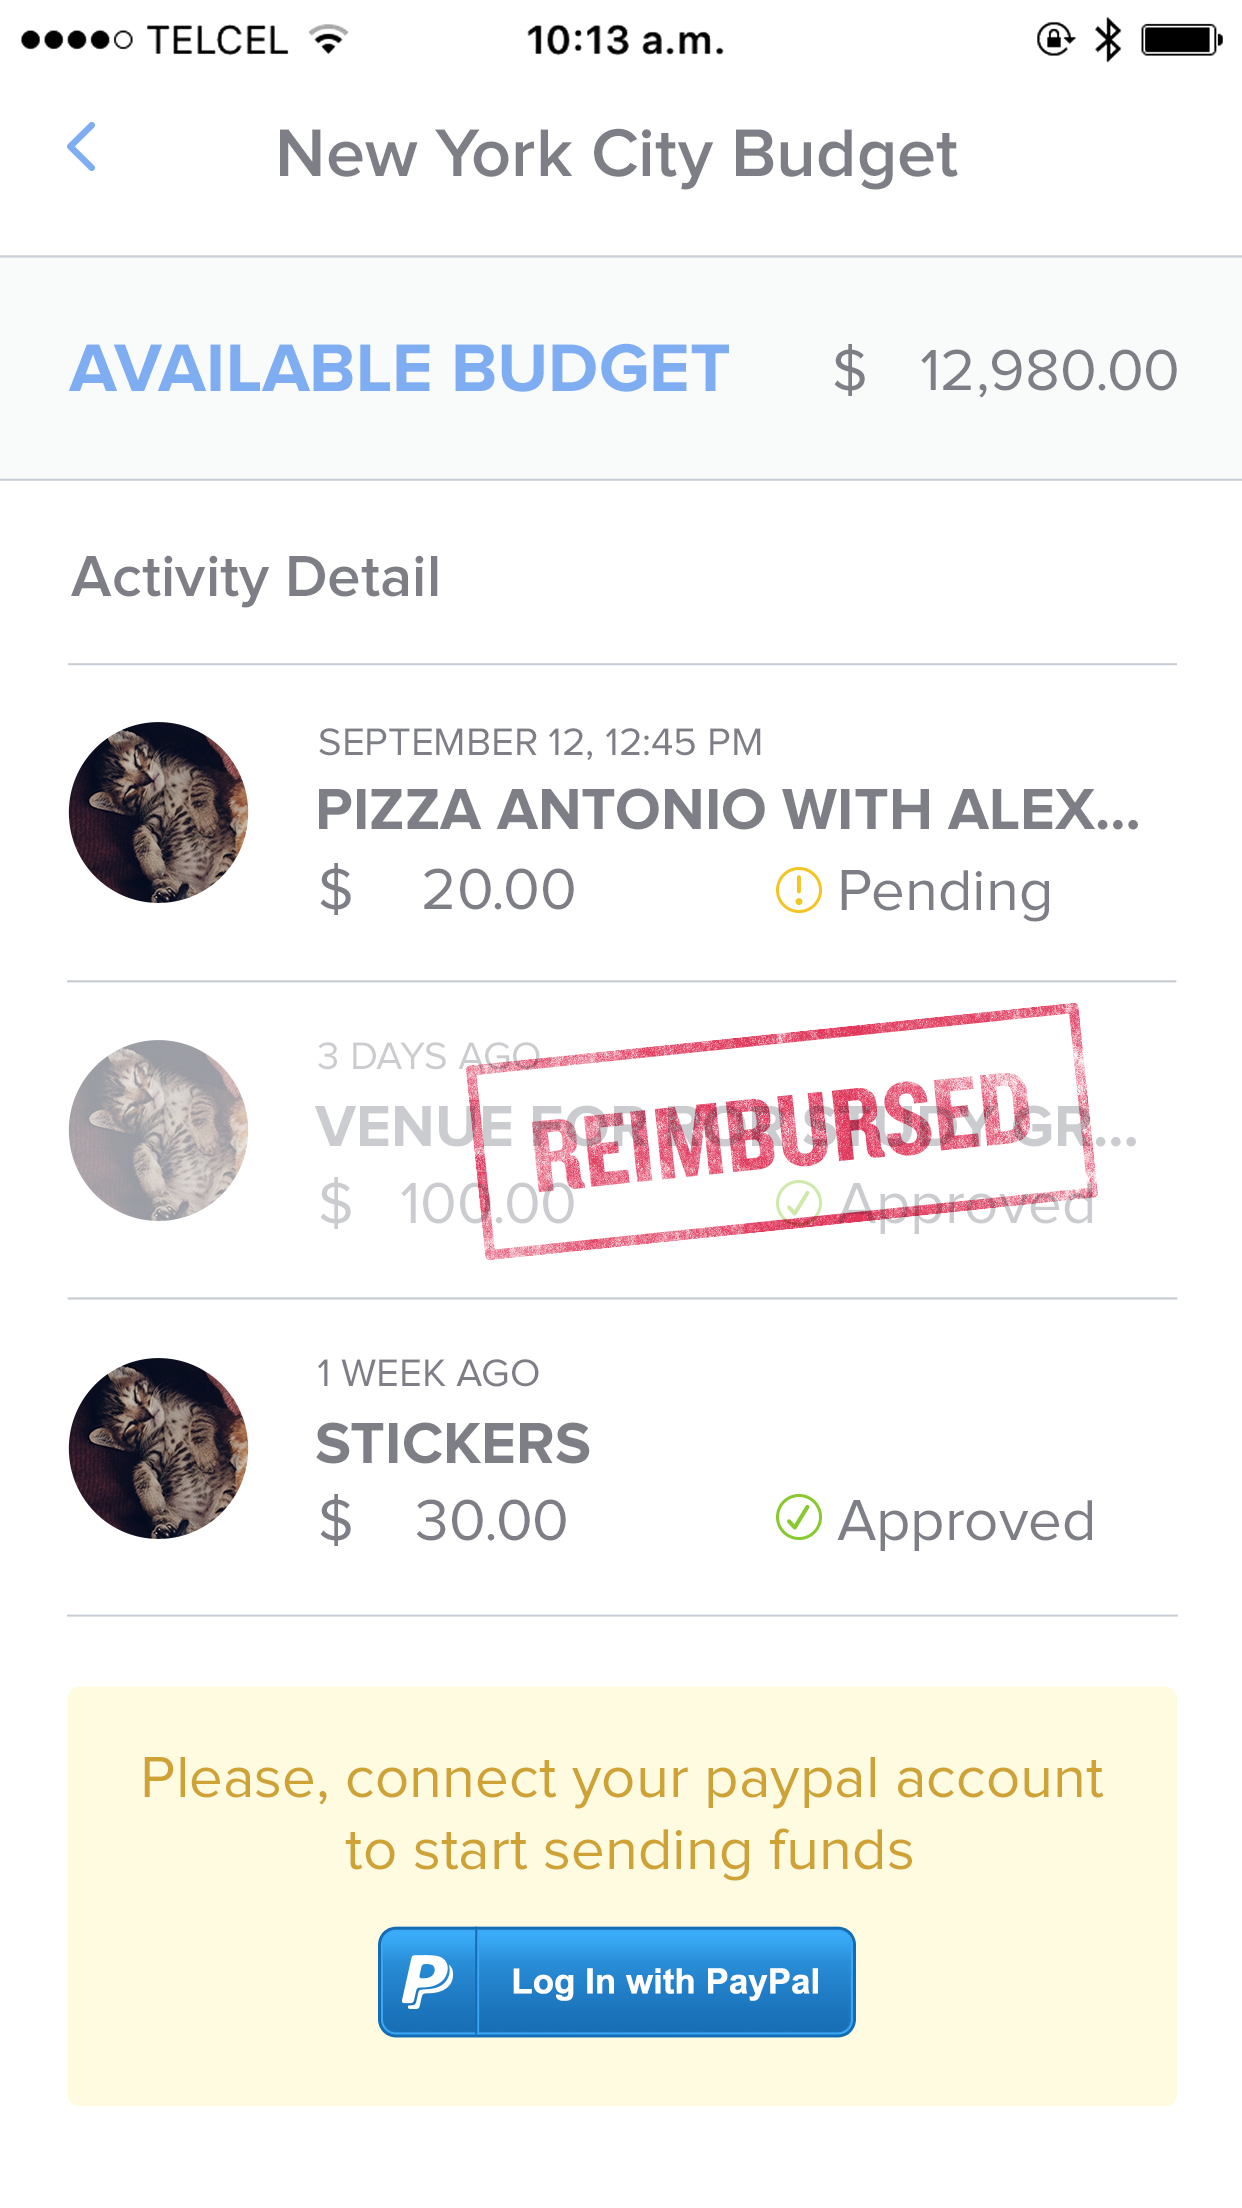 TELCEL 10:13 a.m.
New York City Budget
AVAILABLE BUDGET $ 12,980.00
Activity Detail
SEPTEMBER 12, 12:45 PM
PIZZA ANTONIO WITH ALEX...
$ 20.00 Pending
3 DAYS AGO
VENUE FOR POR STUDY GR...
REIMBURSED
$ 100.00 Approved
1 WEEK AGO
STICKERS
$ 30.00 Approved
Please, connect your paypal account
to start sending funds
P Log In with PayPal